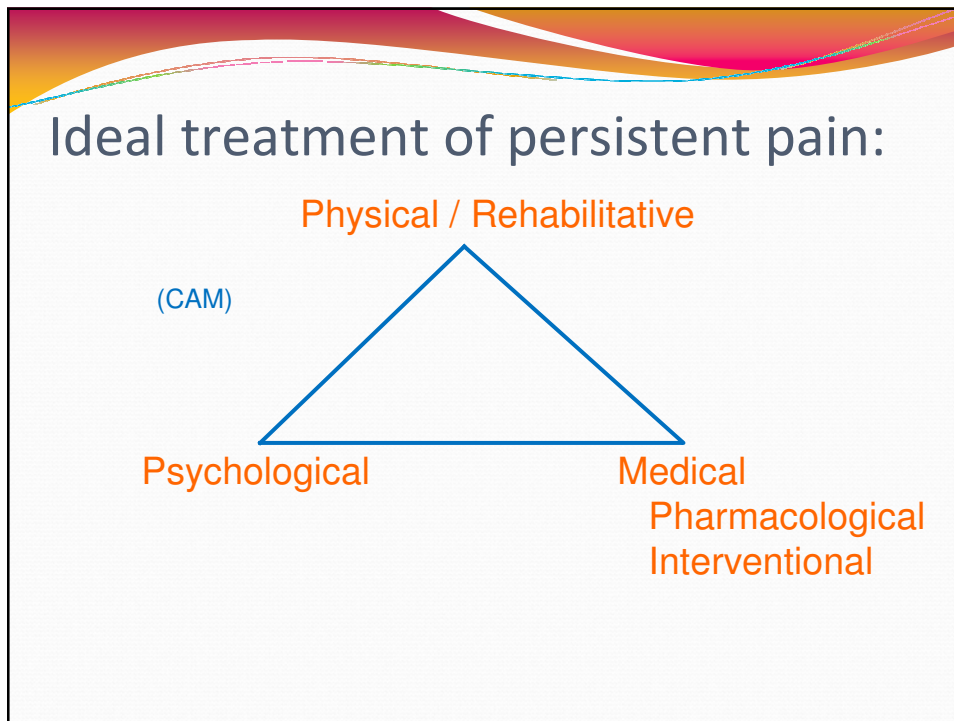 Ideal treatment of persistent pain:
Physical / Rehabilitative
(CAM)
Psychological
Medical
Pharmacological
Interventional